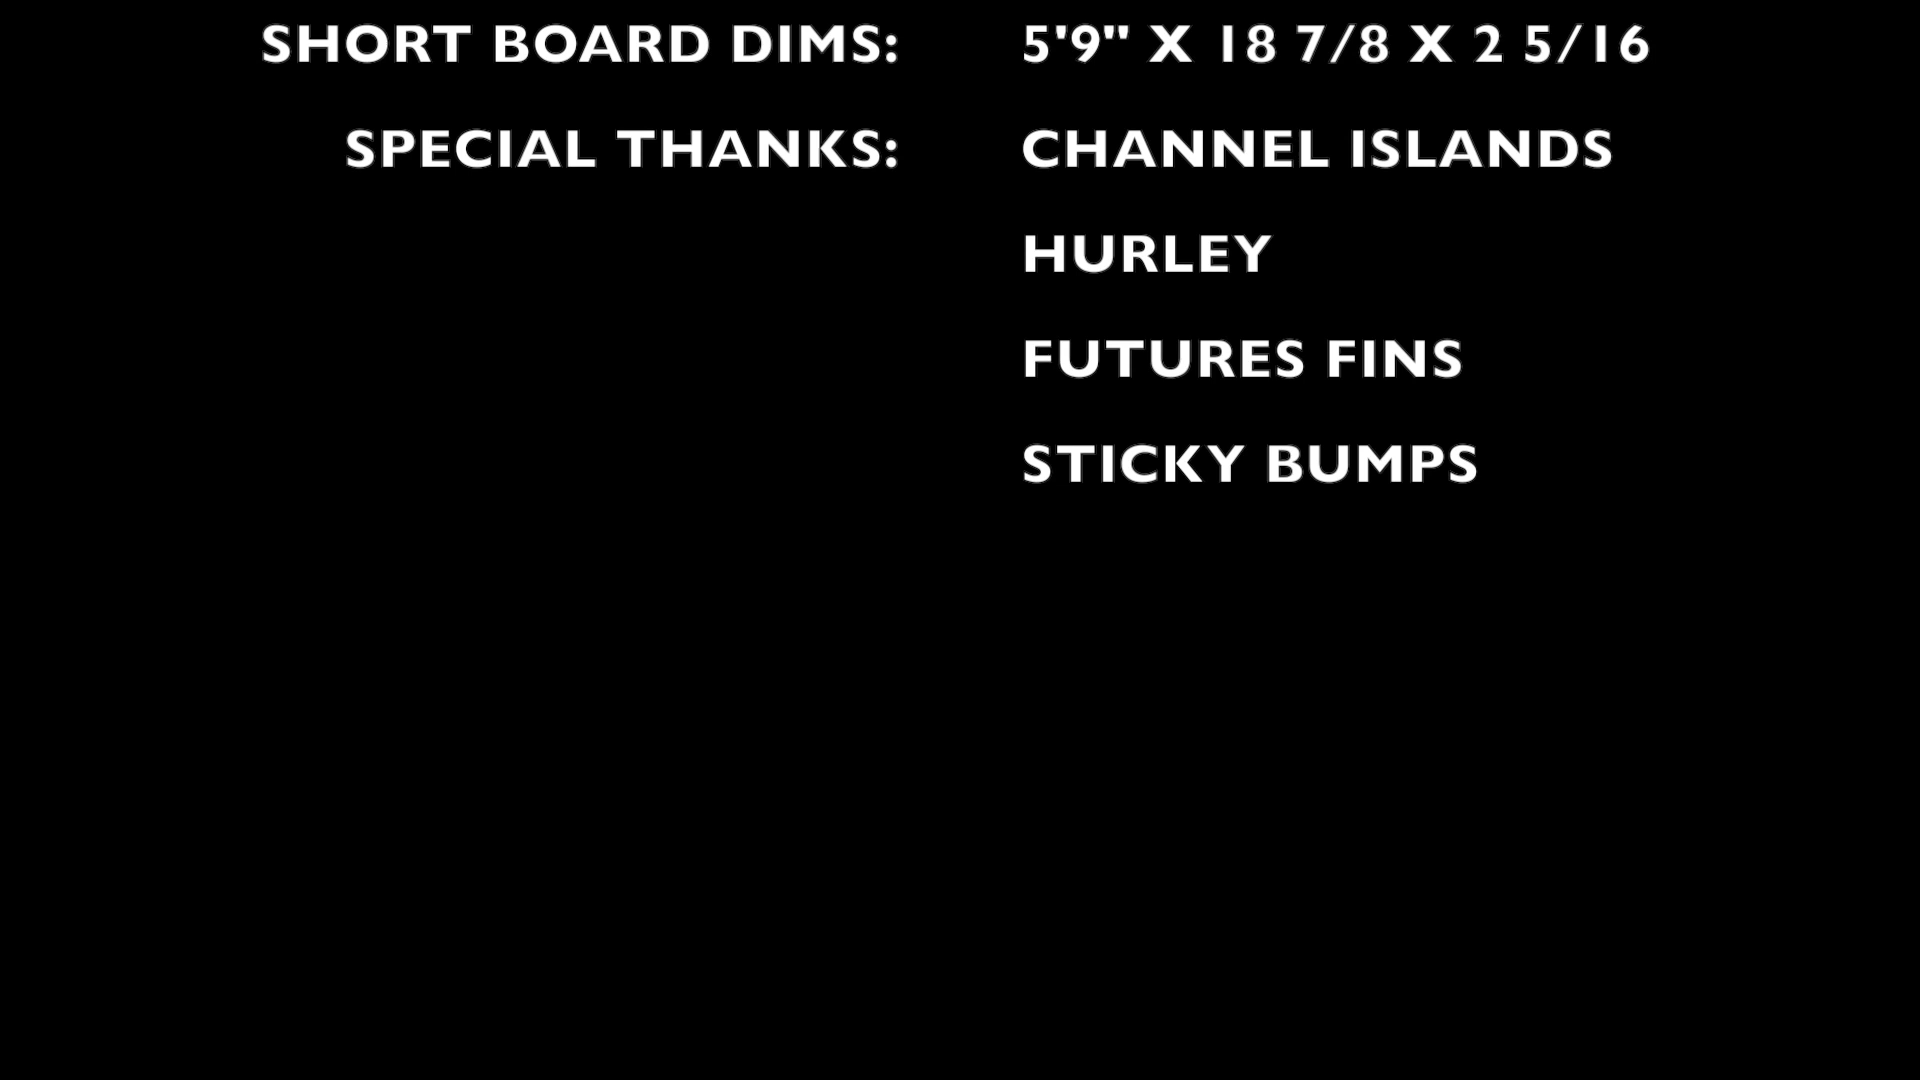 SHORT BOARD DIMS: 5'9" X 18 7/8 X 2 5/16
SPECIAL THANKS: CHANNEL ISLANDS
HURLEY
FUTURES FINS
STICKY BUMPS